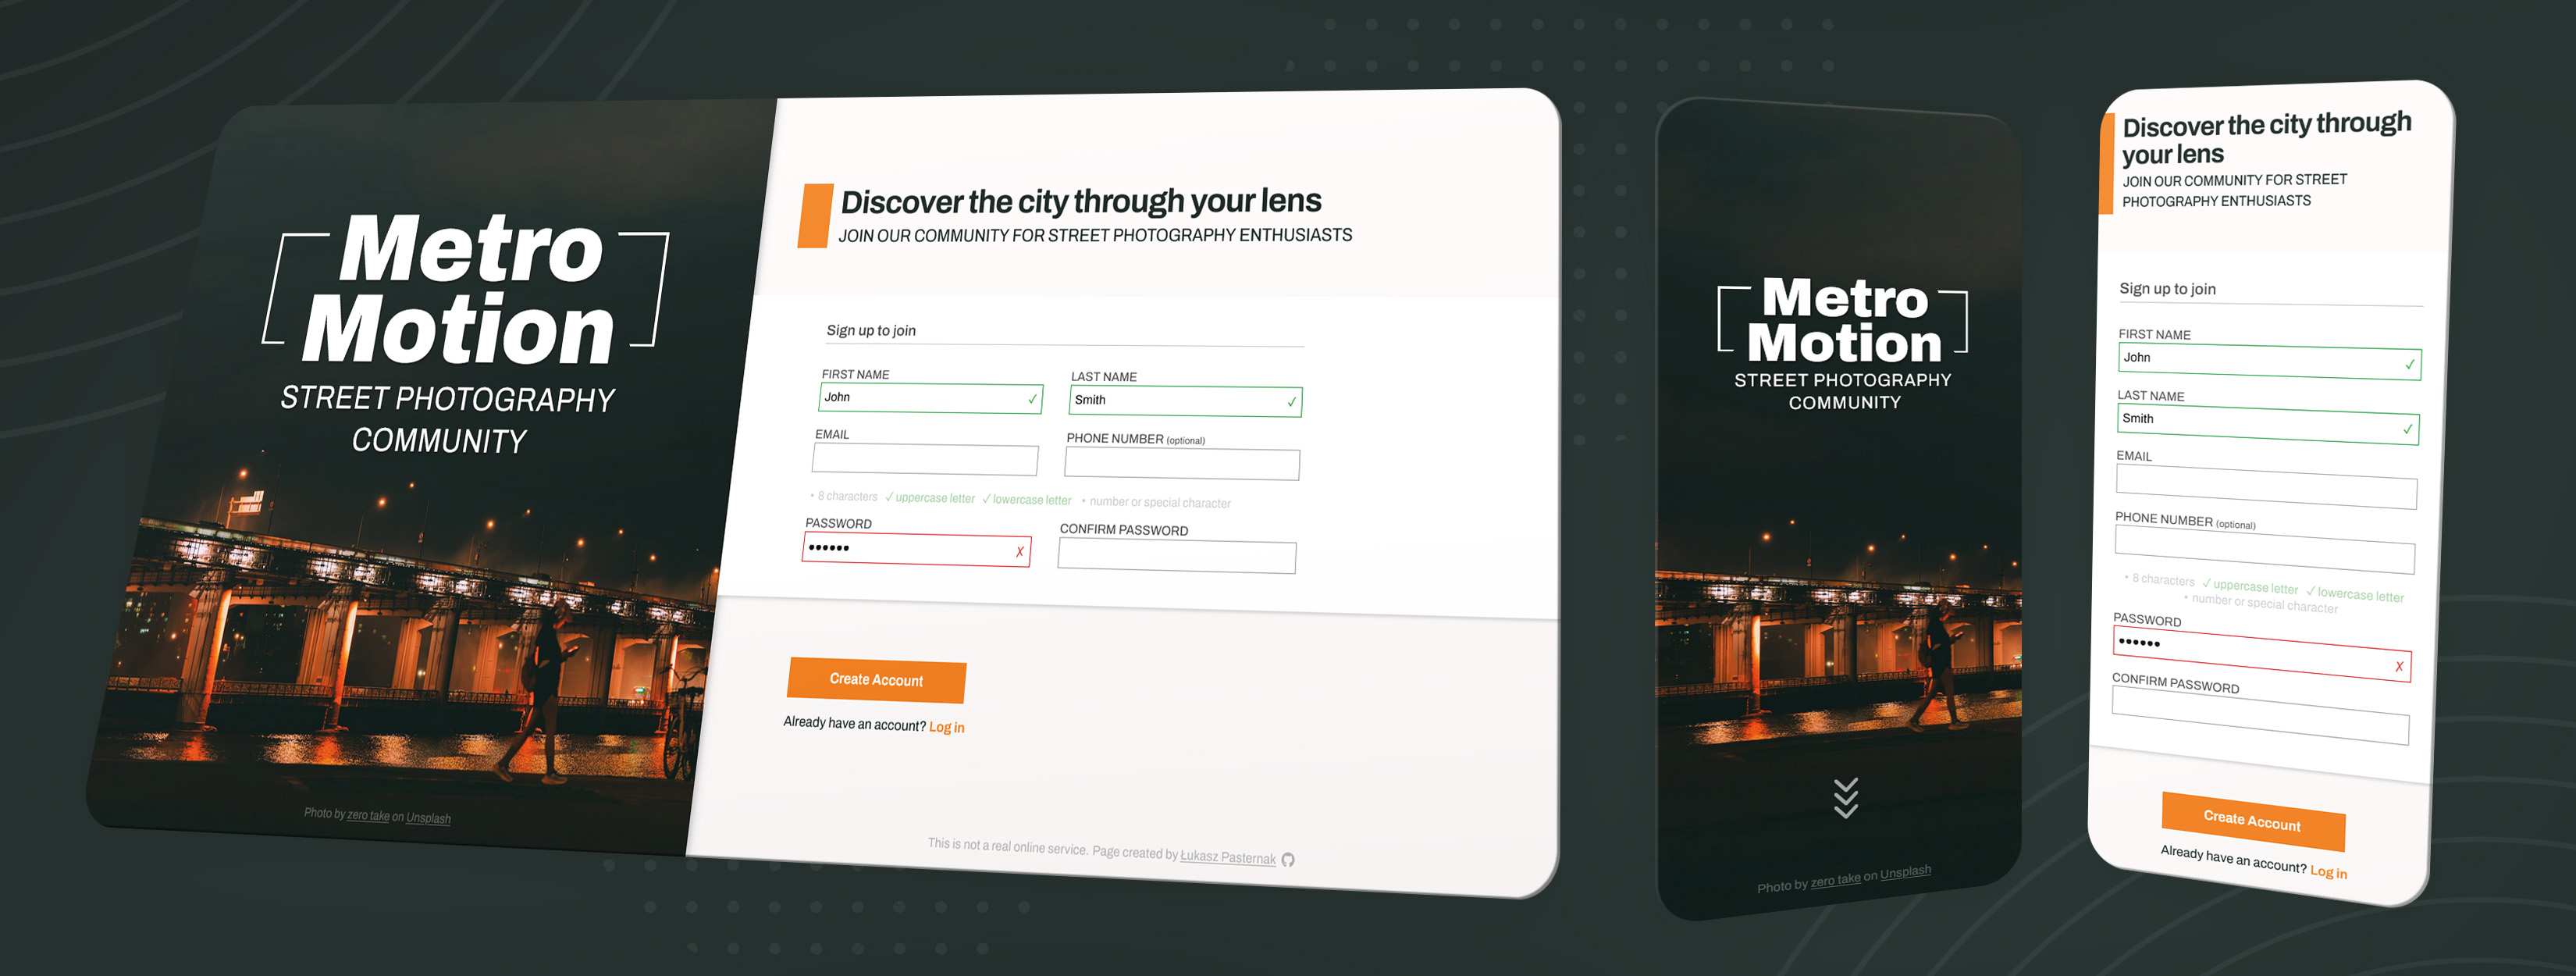 Metro
Motion
STREET PHOTOGRAPHY
COMMUNITY
Photo by zero take on Unsplash
Discover the city through your lens
JOIN OUR COMMUNITY FOR STREET PHOTOGRAPHY ENTHUSIASTS
Sign up to join
FIRST NAME
LAST NAME
John ✓
Smith ✓
EMAIL
PHONE NUMBER (optional)
• 8 characters ✓ uppercase letter ✓ lowercase letter • number or special character
PASSWORD
CONFIRM PASSWORD
•••••• ✗
Create Account
Already have an account? Log in
This is not a real online service. Page created by Łukasz Pasternak
Metro
Motion
STREET PHOTOGRAPHY
COMMUNITY
Photo by zero take on Unsplash
Discover the city through
your lens
JOIN OUR COMMUNITY FOR STREET
PHOTOGRAPHY ENTHUSIASTS
Sign up to join
FIRST NAME
John ✓
LAST NAME
Smith ✓
EMAIL
PHONE NUMBER (optional)
• 8 characters ✓ uppercase letter ✓ lowercase letter
• number or special character
PASSWORD
•••••• ✗
CONFIRM PASSWORD
Create Account
Already have an account? Log in